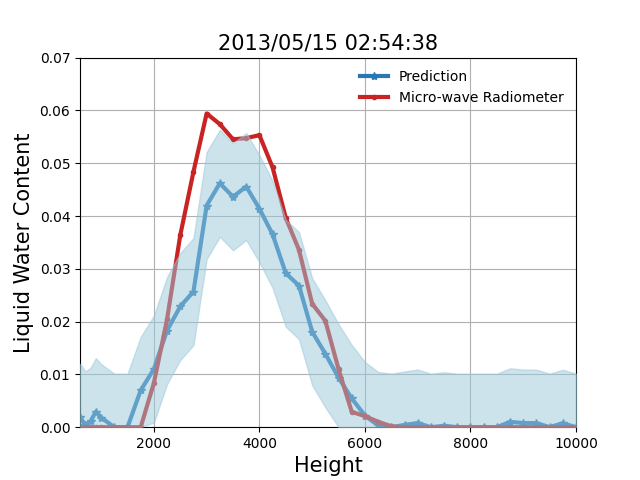 2013/05/15 02:54:38
0.07
0.06
0.05
0.04
0.03
0.02
0.01
0.00
Liquid Water Content
Prediction
Micro-wave Radiometer
2000 4000 6000 8000 10000
Height